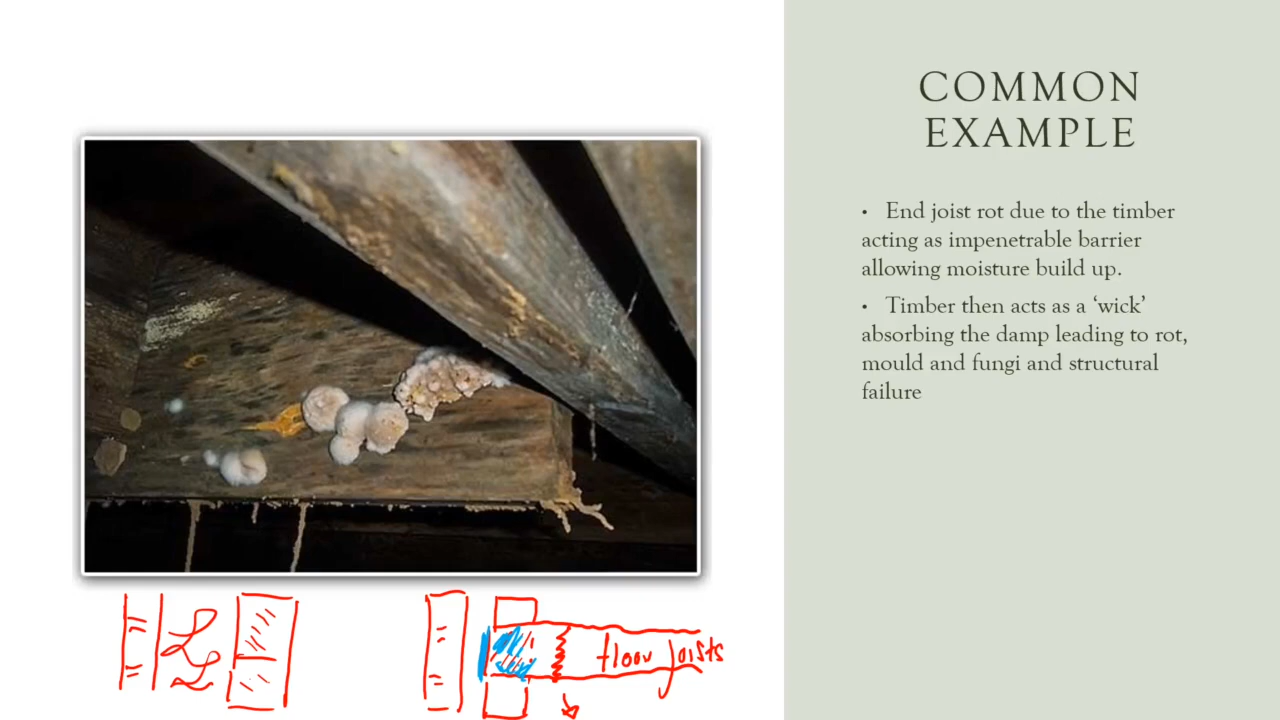 COMMON
EXAMPLE
• End joist rot due to the timber
acting as impenetrable barrier
allowing moisture build up.
• Timber then acts as a ‘wick’
absorbing the damp leading to rot,
mould and fungi and structural
failure
floor joists